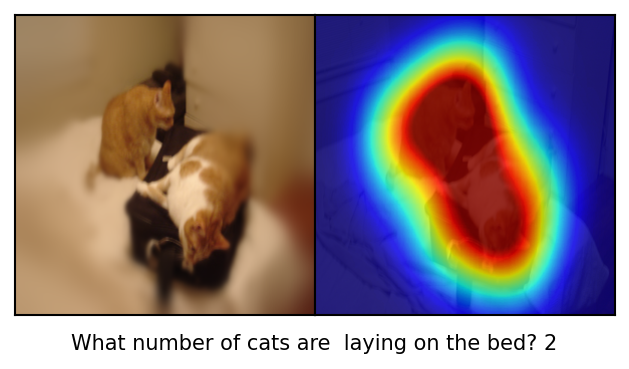 What number of cats are  laying on the bed? 2